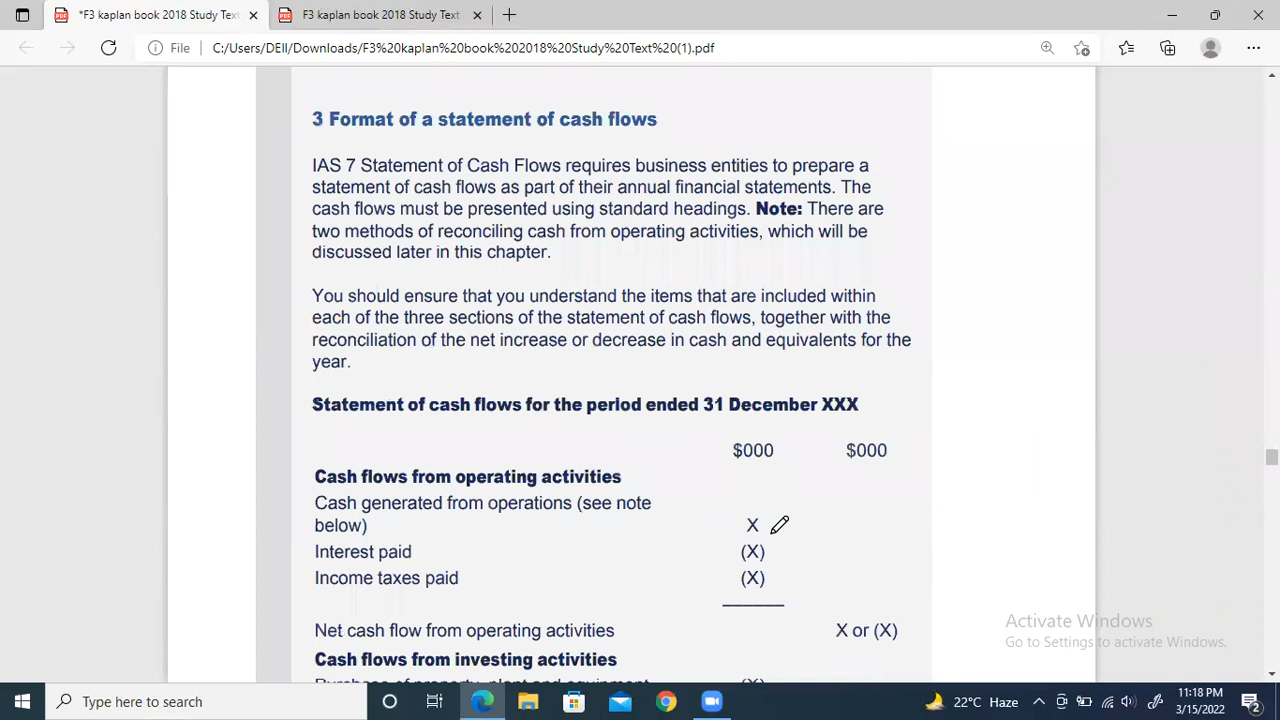 *F3 kaplan book 2018 Study Text
F3 kaplan book 2018 Study Text
File
C:/Users/DEll/Downloads/F3%20kaplan%20book%202018%20Study%20Text%20(1).pdf
3 Format of a statement of cash flows
IAS 7 Statement of Cash Flows requires business entities to prepare a
statement of cash flows as part of their annual financial statements. The
cash flows must be presented using standard headings. Note: There are
two methods of reconciling cash from operating activities, which will be
discussed later in this chapter.
You should ensure that you understand the items that are included within
each of the three sections of the statement of cash flows, together with the
reconciliation of the net increase or decrease in cash and equivalents for the
year.
Statement of cash flows for the period ended 31 December XXX
$000 $000
Cash flows from operating activities
Cash generated from operations (see note
below) X
Interest paid (X)
Income taxes paid (X)
Net cash flow from operating activities X or (X)
Cash flows from investing activities
Purchase of property, plant and equipment (X)
Activate Windows
Go to Settings to activate Windows.
Type here to search
22°C Haze
11:18 PM
3/15/2022
2